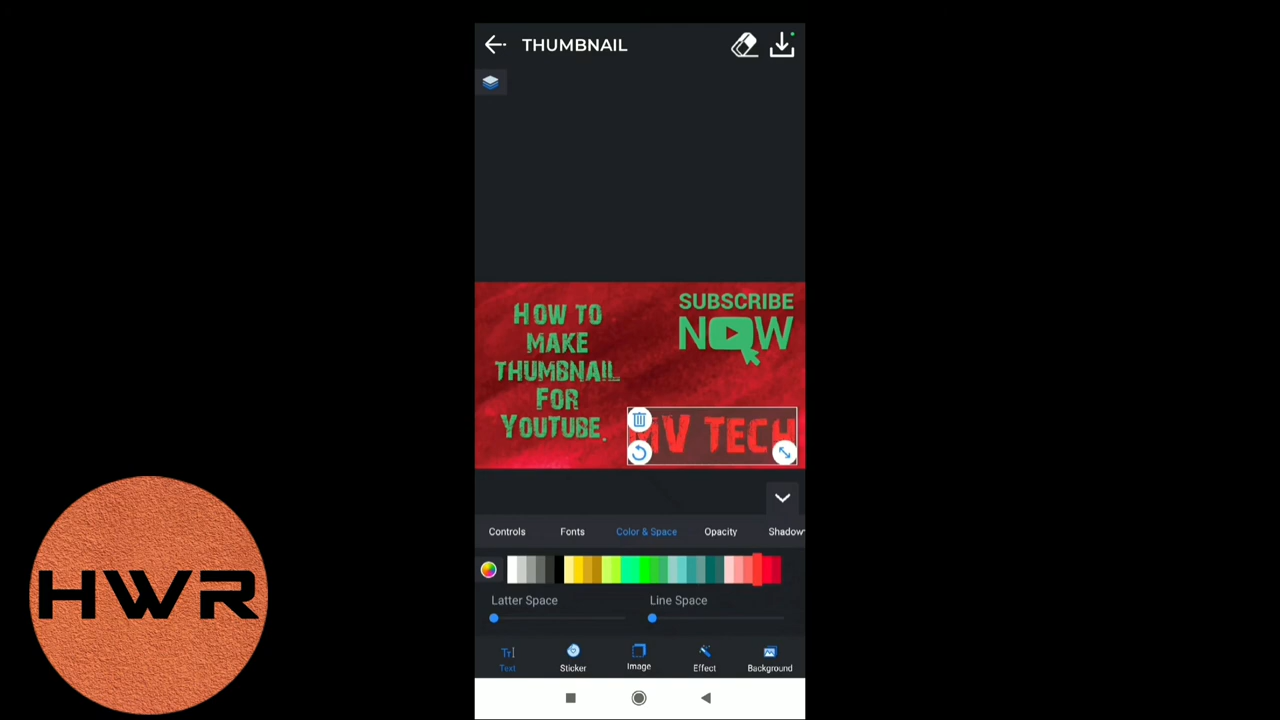 THUMBNAIL
HOW TO
MAKE
THUMBNAIL
FOR
YOUTUBE.
SUBSCRIBE
NOW
MV TECH
Controls Fonts Color & Space Opacity Shadow
Latter Space Line Space
Text Sticker Image Effect Background
HWR